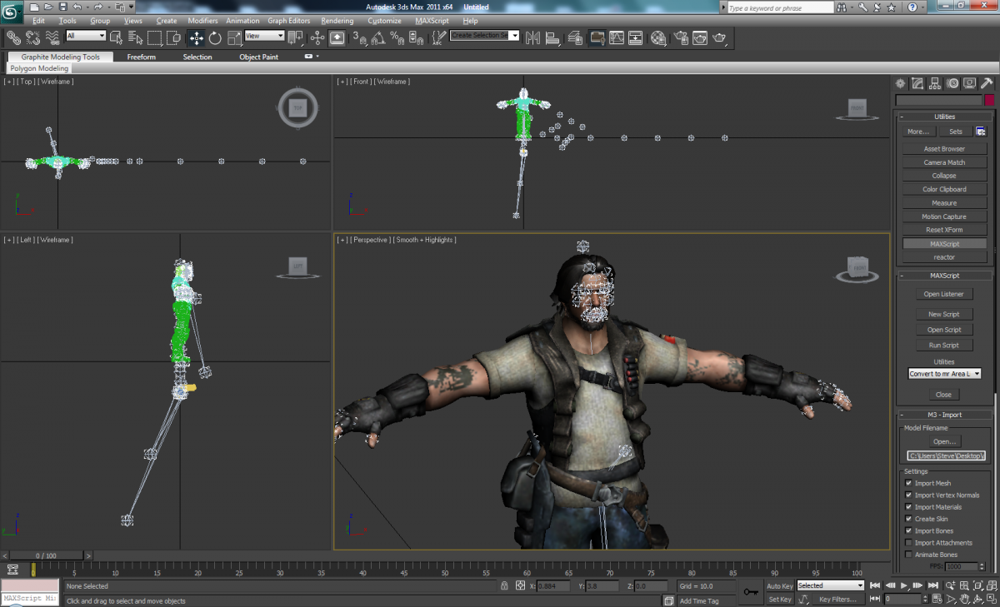 Autodesk 3ds Max 2011 x64 Untitled
Type a keyword or phrase
Edit Tools Group Views Create Modifiers Animation Graph Editors Rendering Customize MAXScript Help
All View Create Selection Se
Graphite Modeling Tools Freeform Selection Object Paint
Polygon Modeling
[ + ] [ Top ] [ Wireframe ]
TOP
[ + ] [ Front ] [ Wireframe ]
FRONT
[ + ] [ Left ] [ Wireframe ]
LEFT
[ + ] [ Perspective ] [ Smooth + Highlights ]
Utilities
More... Sets
Asset Browser
Camera Match
Collapse
Color Clipboard
Measure
Motion Capture
Reset XForm
MAXScript
reactor
MAXScript
Open Listener
New Script
Open Script
Run Script
Utilities
Convert to mr Area L
Close
M3 - Import
Model Filename
Open...
C:\Users\Steve\Desktop\
Settings
Import Mesh
Import Vertex Normals
Import Materials
Create Skin
Import Bones
Import Attachments
Animate Bones
FPS: 1000
0 / 100
0 5 10 15 20 25 30 35 40 45 50 55 60 65 70 75 80 85 90 95 100
None Selected X: 0.884 Y: 3.8 Z: 0.0 Grid = 10.0 Auto Key Selected
MAXScript Mi: Click and drag to select and move objects Add Time Tag Set Key Key Filters... 0